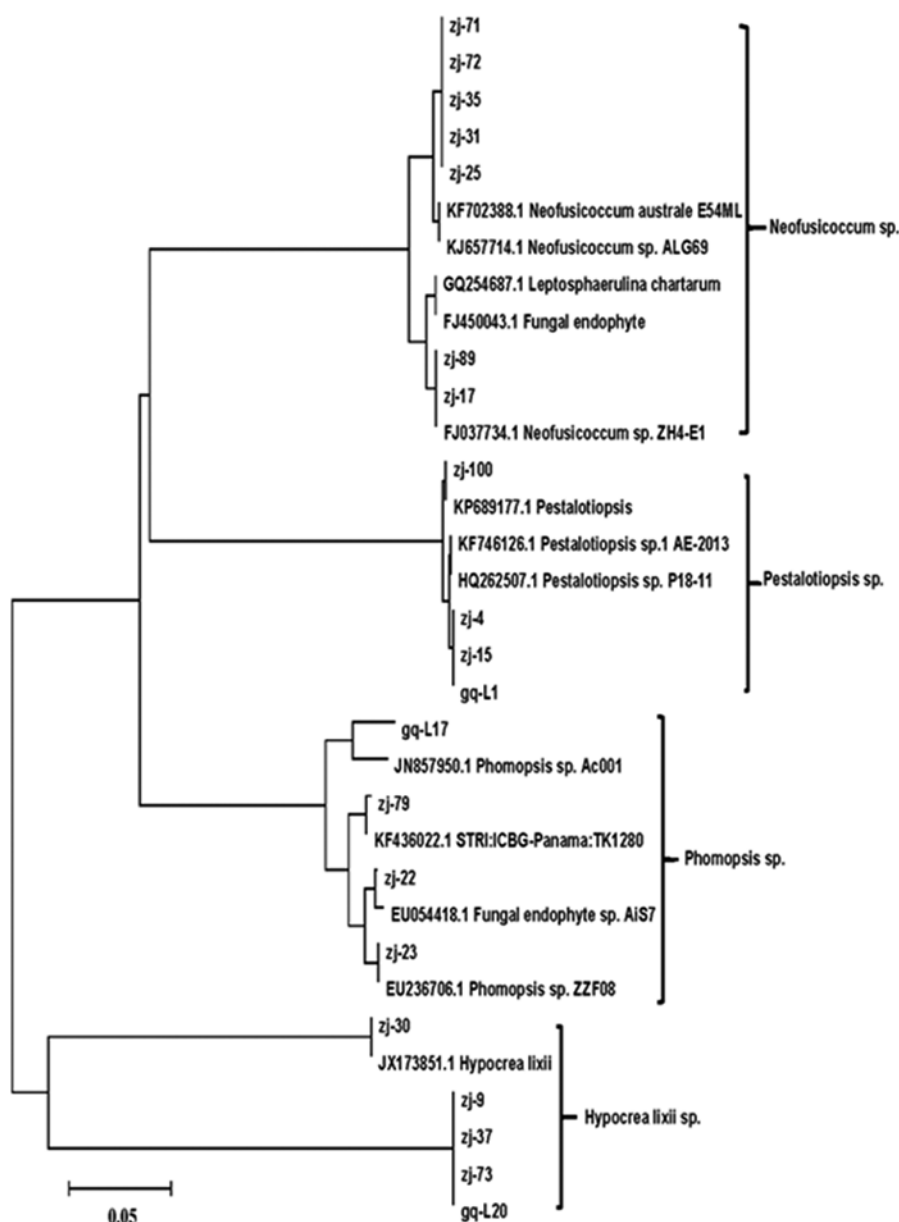 zj-71
zj-72
zj-35
zj-31
zj-25
KF702388.1 Neofusicoccum australe E54ML
KJ657714.1 Neofusicoccum sp. ALG69
Neofusicoccum sp.
GQ254687.1 Leptosphaerulina chartarum
FJ450043.1 Fungal endophyte
zj-89
zj-17
FJ037734.1 Neofusicoccum sp. ZH4-E1
zj-100
KP689177.1 Pestalotiopsis
KF746126.1 Pestalotiopsis sp.1 AE-2013
HQ262507.1 Pestalotiopsis sp. P18-11
Pestalotiopsis sp.
zj-4
zj-15
gq-L1
gq-L17
JN857950.1 Phomopsis sp. Ac001
zj-79
KF436022.1 STRI:ICBG-Panama:TK1280
Phomopsis sp.
zj-22
EU054418.1 Fungal endophyte sp. AiS7
zj-23
EU236706.1 Phomopsis sp. ZZF08
zj-30
JX173851.1 Hypocrea lixii
zj-9
Hypocrea lixii sp.
zj-37
zj-73
gq-L20
0.05